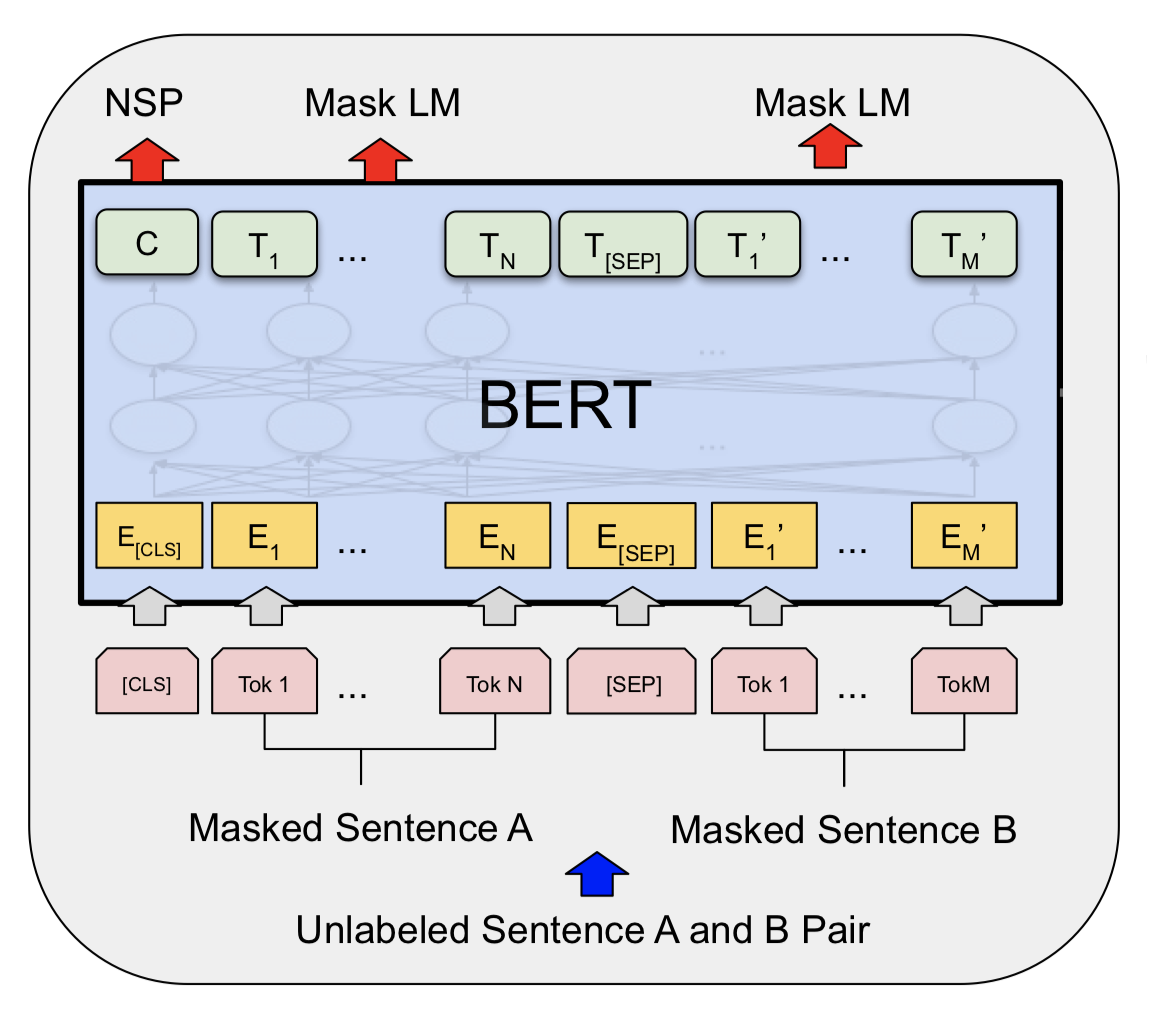 NSP Mask LM Mask LM
C T1 ... TN T[SEP] T1’ ... TM’
...
BERT
...
E[CLS] E1 ... EN E[SEP] E1’ ... EM’
[CLS] Tok 1 ... Tok N [SEP] Tok 1 ... TokM
Masked Sentence A Masked Sentence B
Unlabeled Sentence A and B Pair